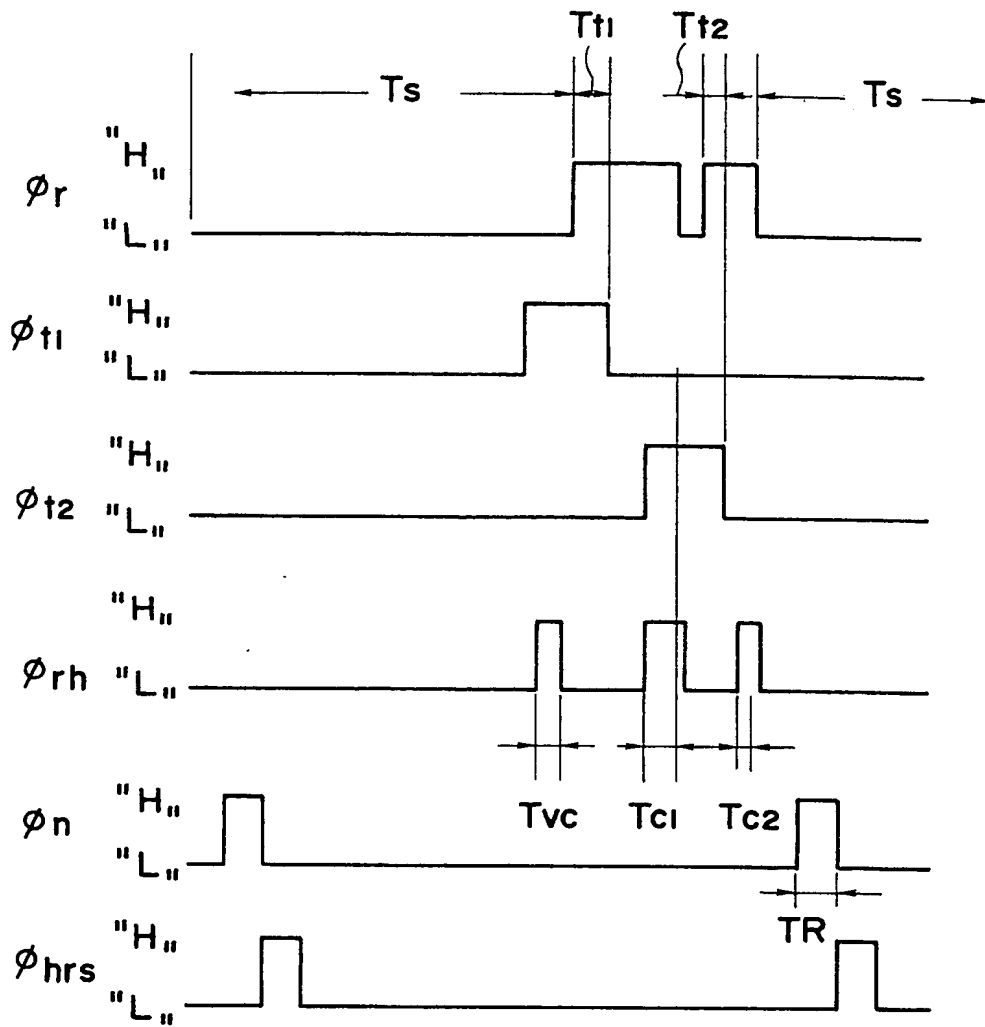 Tt1 Tt2
Ts Ts
"H"
φr
"L"
"H"
φt1
"L"
"H"
φt2
"L"
"H"
φrh "L"
Tvc Tc1 Tc2
"H"
φn
"L"
TR
"H"
φhrs
"L"